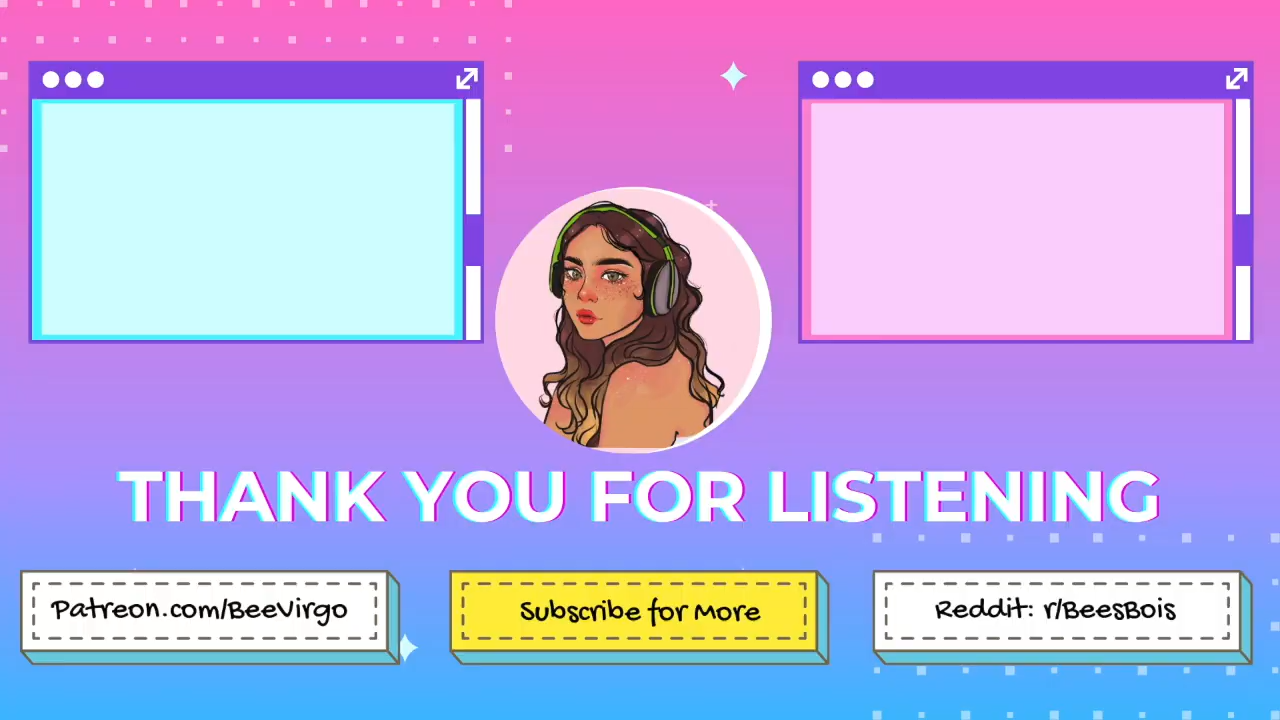 THANK YOU FOR LISTENING
Patreon.com/BeeVirgo
Subscribe for More
Reddit: r/BeesBois